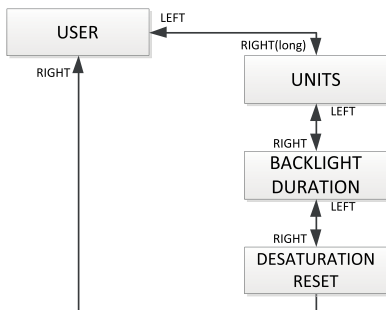 USER
LEFT
RIGHT(long)
RIGHT
UNITS
LEFT
RIGHT
BACKLIGHT
DURATION
LEFT
RIGHT
DESATURATION
RESET